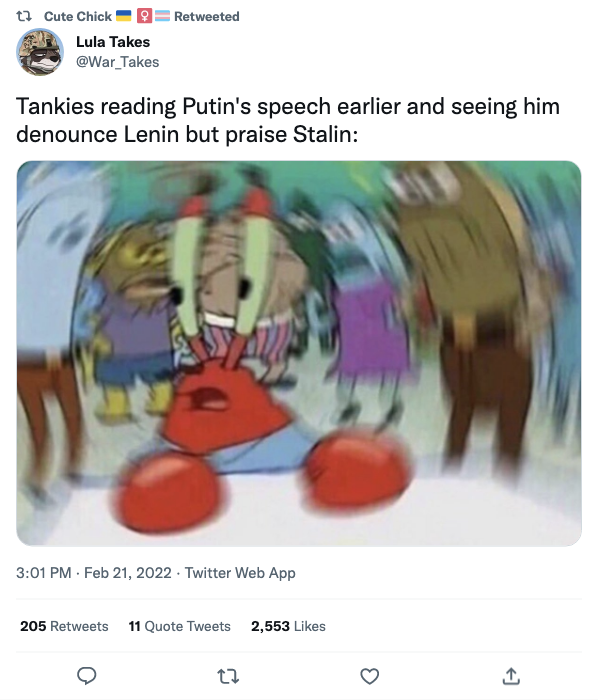 Cute Chick 🇺🇦 🚺 🏳️‍⚧️ Retweeted
Lula Takes
@War_Takes
Tankies reading Putin's speech earlier and seeing him
denounce Lenin but praise Stalin:
3:01 PM · Feb 21, 2022 · Twitter Web App
205 Retweets 11 Quote Tweets 2,553 Likes